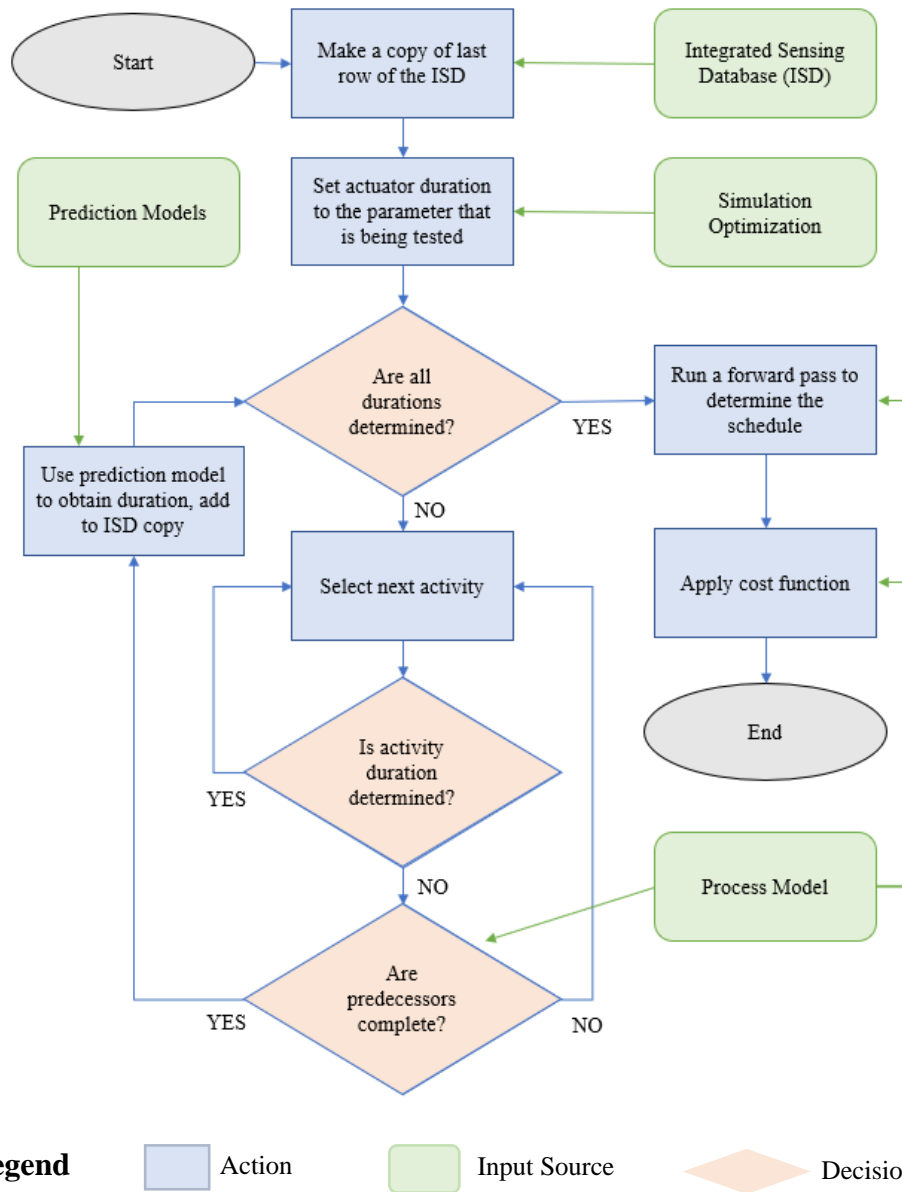 Start
Make a copy of last
row of the ISD
Integrated Sensing
Database (ISD)
Prediction Models
Set actuator duration
to the parameter that
is being tested
Simulation
Optimization
Are all
durations
determined?
YES
Run a forward pass to
determine the
schedule
Use prediction model
to obtain duration, add
to ISD copy
NO
Select next activity
Apply cost function
Is activity
duration
determined?
YES
End
NO
Process Model
Are
predecessors
complete?
YES
NO
egend
Action
Input Source
Decisio